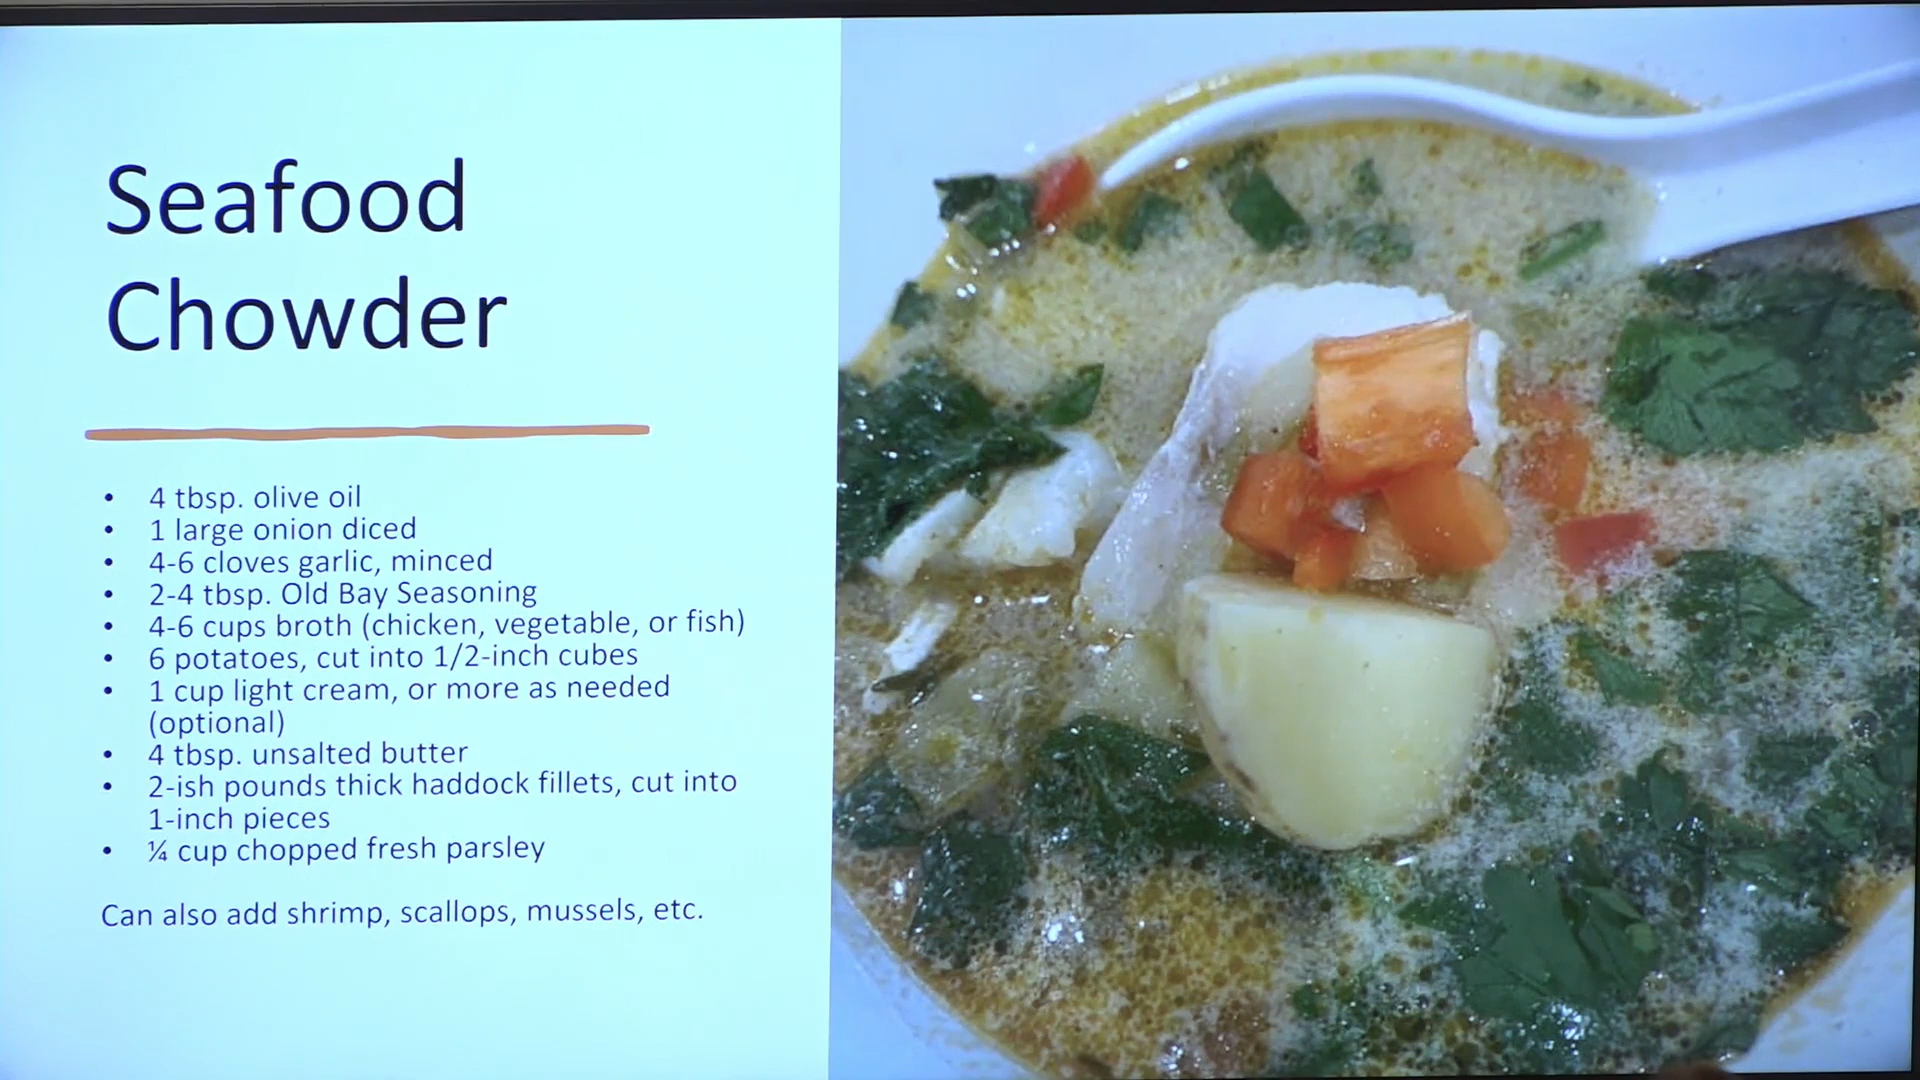 Seafood
Chowder
• 4 tbsp. olive oil
• 1 large onion diced
• 4-6 cloves garlic, minced
• 2-4 tbsp. Old Bay Seasoning
• 4-6 cups broth (chicken, vegetable, or fish)
• 6 potatoes, cut into 1/2-inch cubes
• 1 cup light cream, or more as needed
(optional)
• 4 tbsp. unsalted butter
• 2-ish pounds thick haddock fillets, cut into
1-inch pieces
• ¼ cup chopped fresh parsley
Can also add shrimp, scallops, mussels, etc.